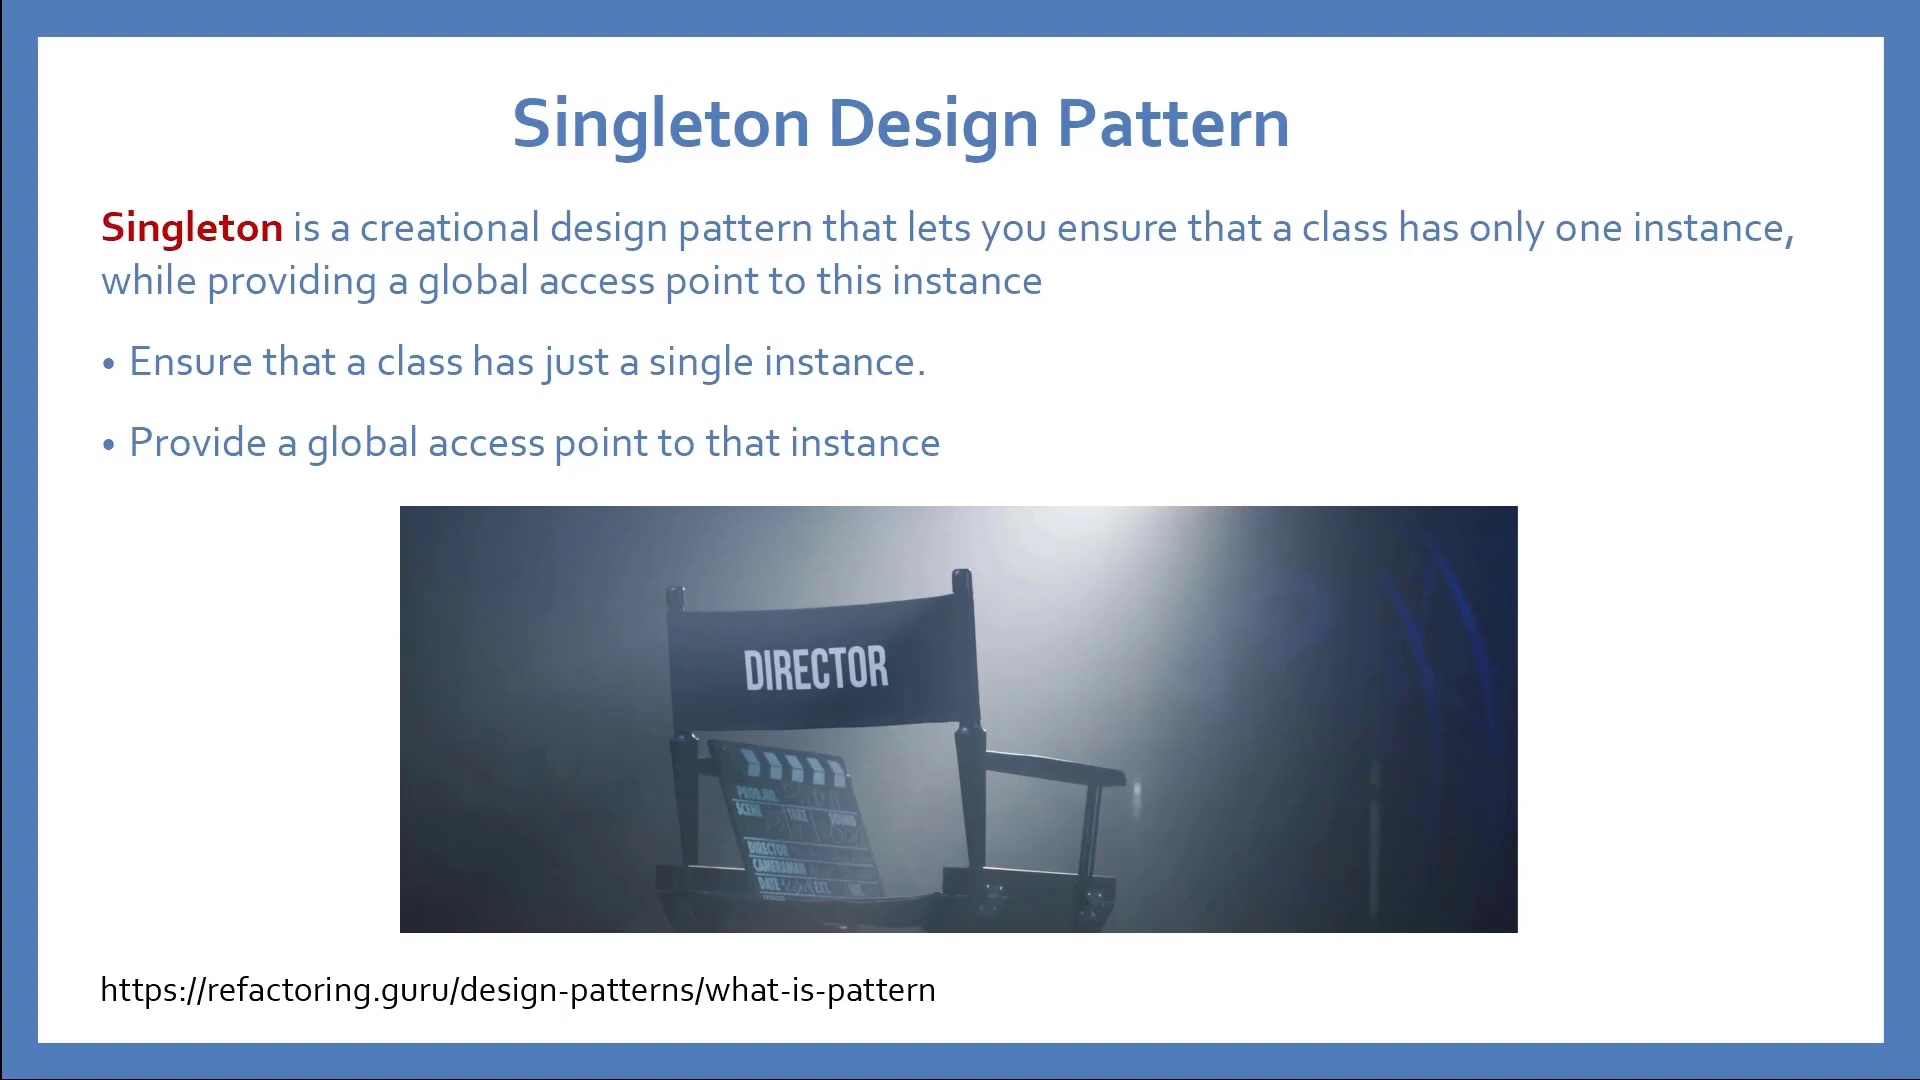 Singleton Design Pattern
Singleton is a creational design pattern that lets you ensure that a class has only one instance,
while providing a global access point to this instance
• Ensure that a class has just a single instance.
• Provide a global access point to that instance
DIRECTOR
PROD.NO.
SCENE TAKE SOUND
DIRECTOR
CAMERAMAN
DATE EXT.
https://refactoring.guru/design-patterns/what-is-pattern